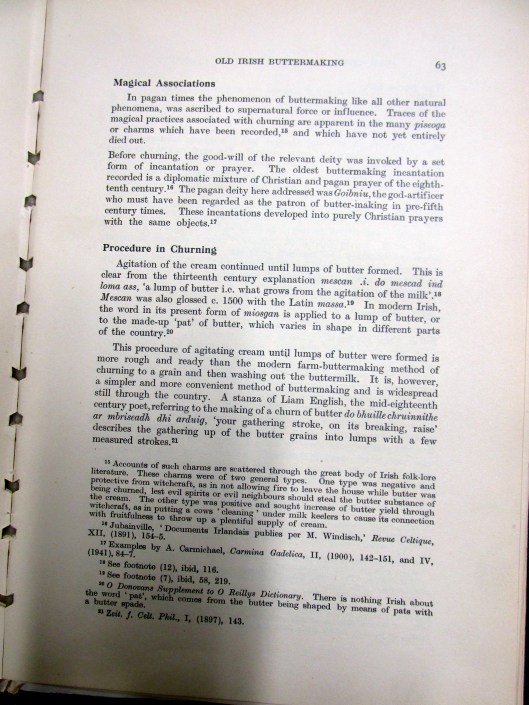 OLD IRISH BUTTERMAKING 63
Magical Associations
In pagan times the phenomenon of buttermaking like all other natural
phenomena, was ascribed to supernatural force or influence. Traces of the
magical practices associated with churning are apparent in the many piseoga
or charms which have been recorded,15 and which have not yet entirely
died out.
Before churning, the good-will of the relevant deity was invoked by a set
form of incantation or prayer. The oldest buttermaking incantation
recorded is a diplomatic mixture of Christian and pagan prayer of the eighth-
tenth century.16 The pagan deity here addressed was Goibniu, the god-artificer
who must have been regarded as the patron of butter-making in pre-fifth
century times. These incantations developed into purely Christian prayers
with the same objects.17
Procedure in Churning
Agitation of the cream continued until lumps of butter formed. This is
clear from the thirteenth century explanation mescan .i. do mescad ind
loma ass, 'a lump of butter i.e. what grows from the agitation of the milk'.18
Mescan was also glossed c. 1500 with the Latin massa.19 In modern Irish,
the word in its present form of miosgan is applied to a lump of butter, or
to the made-up 'pat' of butter, which varies in shape in different parts
of the country.20
This procedure of agitating cream until lumps of butter were formed is
more rough and ready than the modern farm-buttermaking method of
churning to a grain and then washing out the buttermilk. It is, however,
a simpler and more convenient method of buttermaking and is widespread
still through the country. A stanza of Liam English, the mid-eighteenth
century poet, referring to the making of a churn of butter do bhuille chruinnithe
ar mbriseadh dhi arduig, 'your gathering stroke, on its breaking, raise'
describes the gathering up of the butter grains into lumps with a few
measured strokes.21
15 Accounts of such charms are scattered through the great body of Irish folk-lore
literature. These charms were of two general types. One type was negative and
protective from witchcraft, as in not allowing fire to leave the house while butter was
being churned, lest evil spirits or evil neighbours should steal the butter substance of
the cream. The other type was positive and sought increase of butter yield through
witchcraft, as in putting a cows 'cleaning' under milk keelers to cause its connection
with fruitfulness to throw up a plentiful supply of cream.
16 Jubainville, 'Documents Irlandais publies per M. Windisch,' Revue Celtique,
XII, (1891), 154-5.
17 Examples by A. Carmichael, Carmina Gadelica, II, (1900), 142-151, and IV,
(1941), 84-7.
18 See footnote (12), ibid, 116.
19 See footnote (7), ibid, 58, 219.
20 O Donovans Supplement to O Reillys Dictionary. There is nothing Irish about
the word 'pat', which comes from the butter being shaped by means of pats with
a butter spade.
21 Zeit. f. Celt. Phil., I, (1897), 143.